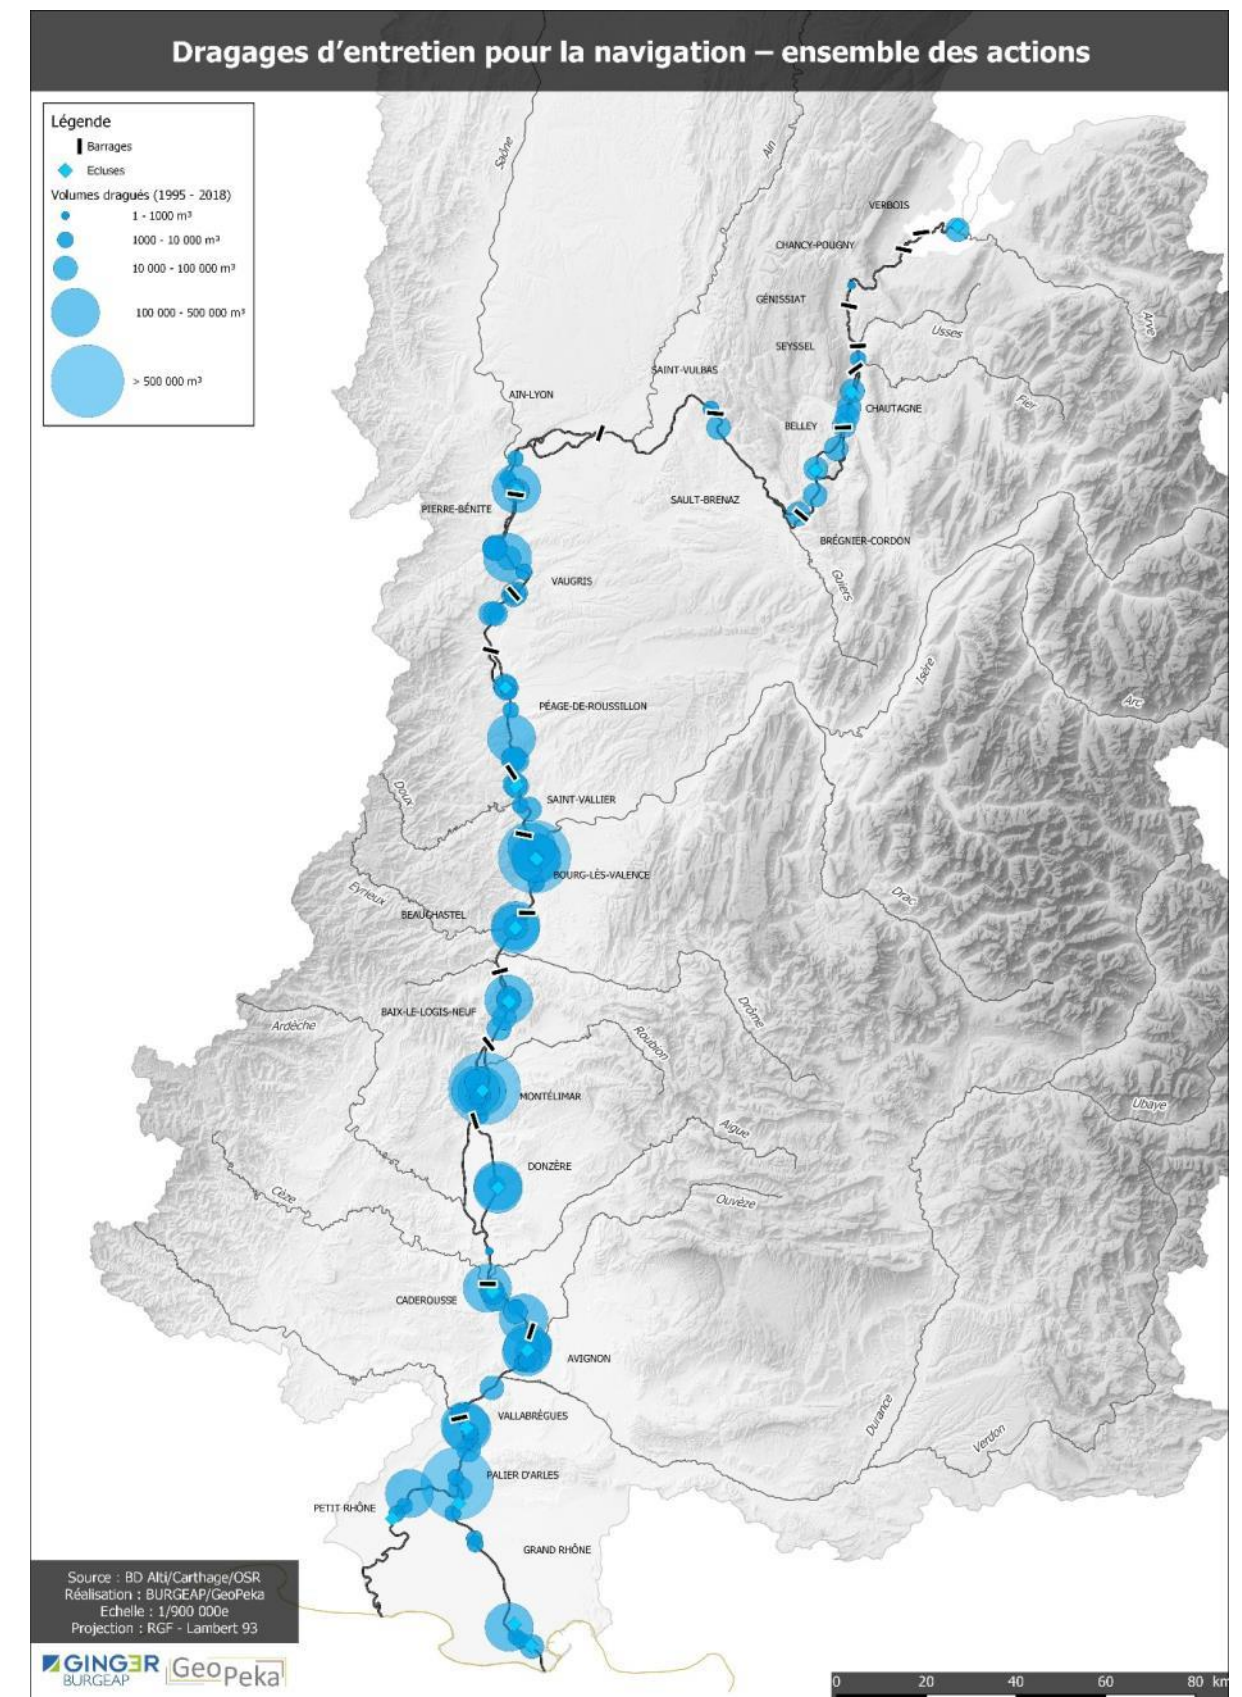 Dragages d'entretien pour la navigation – ensemble des actions
Légende
Barrages
Ecluses
Volumes dragués (1995 - 2018)
1 - 1000 m³
1000 - 10 000 m³
10 000 - 100 000 m³
100 000 - 500 000 m³
> 500 000 m³
Saône
Ain
VERBOIS
CHANCY-POUGNY
GÉNISSIAT
Arve
Usses
SEYSSEL
SAINT-VULBAS
AIN-LYON
Fier
CHAUTAGNE
BELLEY
SAULT-BRENAZ
PIERRE-BÉNITE
BRÉGNIER-CORDON
Guiers
VAUGRIS
Isère
Arc
PÉAGE-DE-ROUSSILLON
Doux
SAINT-VALLIER
BOURG-LÈS-VALENCE
Eyrieux
Drac
BEAUCHASTEL
BAIX-LE-LOGIS-NEUF
Drôme
Ardèche
Roubion
MONTÉLIMAR
Ubaye
Aigue
DONZÈRE
Cèze
Ouvèze
CADEROUSSE
AVIGNON
VALLABRÈGUES
Durance
Verdon
PALIER D'ARLES
PETIT RHÔNE
GRAND RHÔNE
Source : BD Alti/Carthage/OSR
Réalisation : BURGEAP/GeoPeka
Echelle : 1/900 000e
Projection : RGF - Lambert 93
GINGER
BURGEAP
GeoPeka
0 20 40 60 80 km